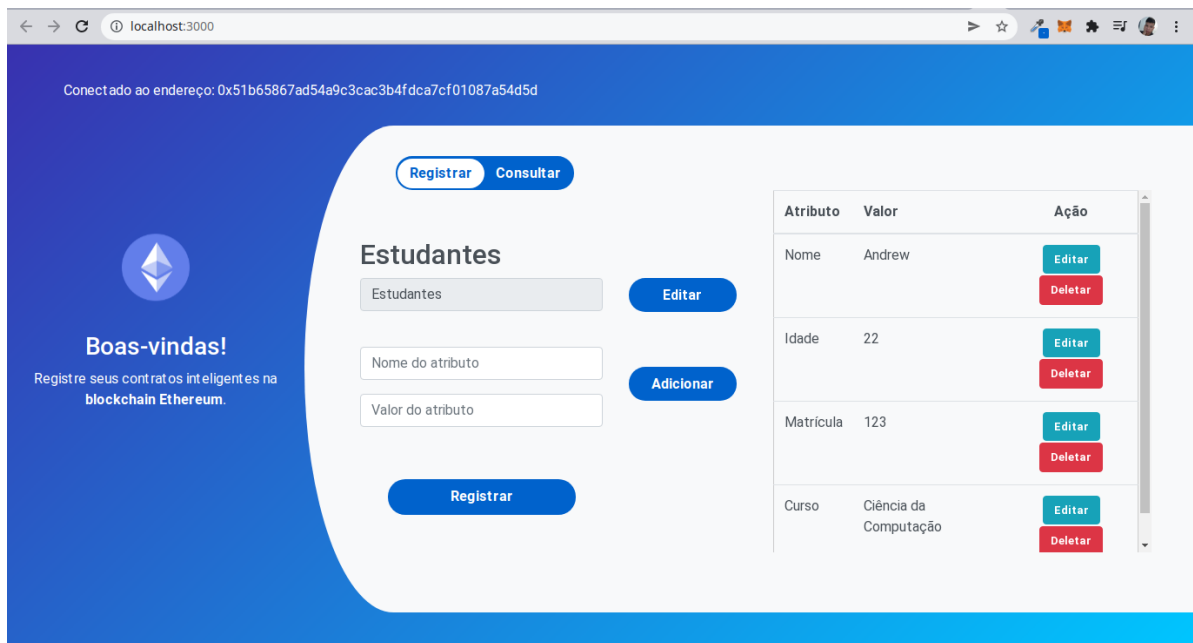 localhost:3000
Conectado ao endereço: 0x51b65867ad54a9c3cac3b4fdca7cf01087a54d5d
Boas-vindas!
Registre seus contratos inteligentes na
blockchain Ethereum.
Registrar Consultar
Estudantes
Estudantes Editar
Nome do atributo
Adicionar
Valor do atributo
Registrar
Atributo Valor Ação
Nome Andrew Editar
Deletar
Idade 22 Editar
Deletar
Matrícula 123 Editar
Deletar
Curso Ciência da Editar
Computação
Deletar